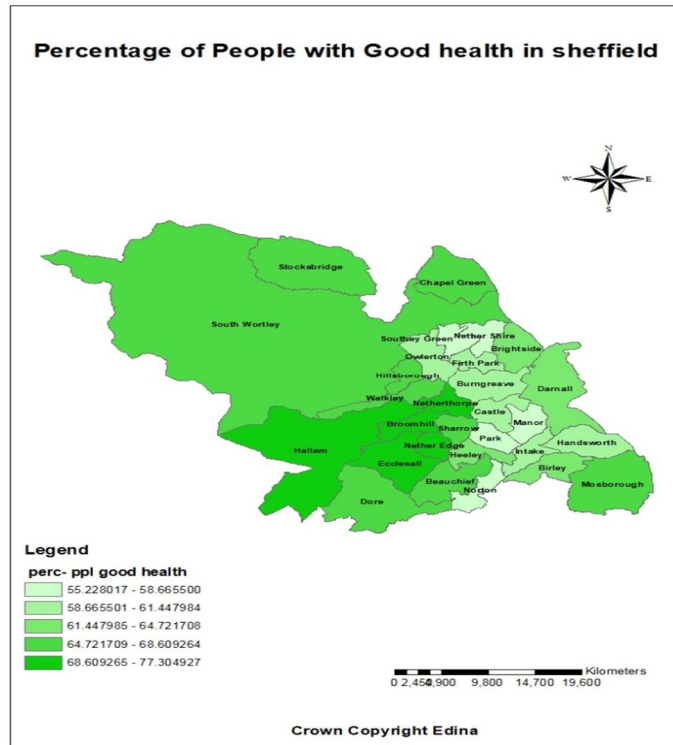 Percentage of People with Good health in sheffield
N
W E
S
Stocksbridge
Chapel Green
South Wortley
Southey Green Nether Shire
Brightside
Owlerton
Firth Park
Hillsborough
Burngreave
Darnall
Walkley
Netherthorpe
Castle
Broomhill
Sharrow
Manor
Park
Nether Edge
Handsworth
Hallam
Heeley
Intake
Ecclesall
Birley
Beauchief
Mosborough
Norton
Dore
Legend
perc- ppl good health
55.228017 - 58.665500
58.665501 - 61.447984
61.447985 - 64.721708
64.721709 - 68.609264
68.609265 - 77.304927
Kilometers
9,800 14,700 19,600
Crown Copyright Edina